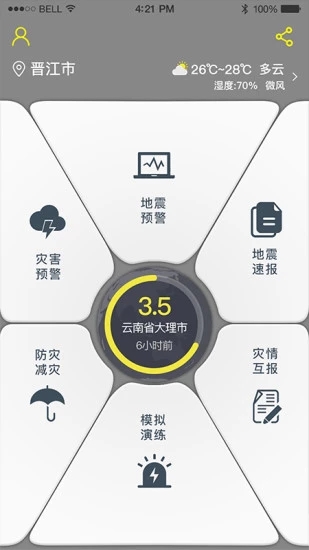 BELL 4:21 PM 100%
晋江市 26℃~28℃ 多云
湿度:70% 微风
地震
预警
灾害
预警
地震
速报
3.5
云南省大理市
6小时前
防灾
减灾
灾情
互报
模拟
演练